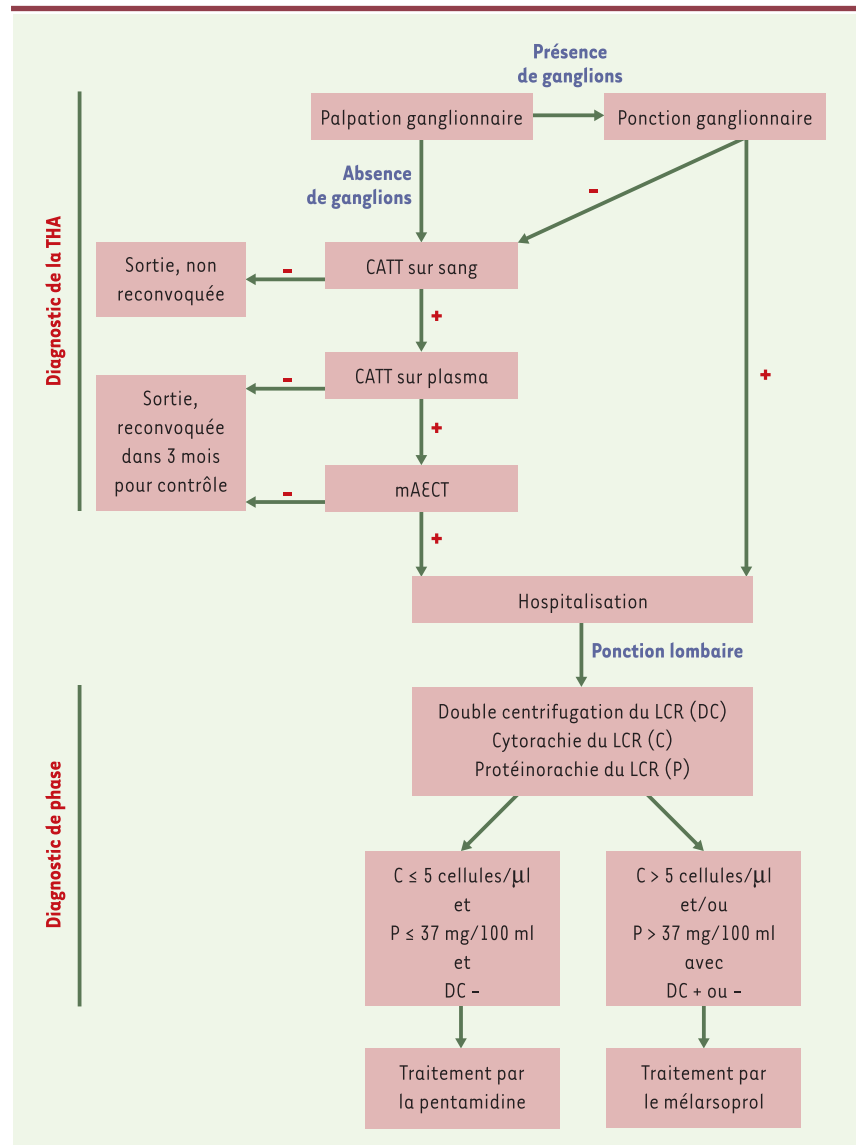 Présence
de ganglions
Palpation ganglionnaire
Ponction ganglionnaire
Absence
de ganglions
-
Diagnostic de la THA
Sortie, non
reconvoquée
-
CATT sur sang
+
CATT sur plasma
-
+
+
Sortie,
reconvoquée
dans 3 mois
pour contrôle
-
mAECT
+
Hospitalisation
Ponction lombaire
Diagnostic de phase
Double centrifugation du LCR (DC)
Cytorachie du LCR (C)
Protéinorachie du LCR (P)
C ≤ 5 cellules/µl
et
P ≤ 37 mg/100 ml
et
DC –
C > 5 cellules/µl
et/ou
P > 37 mg/100 ml
avec
DC + ou –
Traitement par
la pentamidine
Traitement par
le mélarsoprol